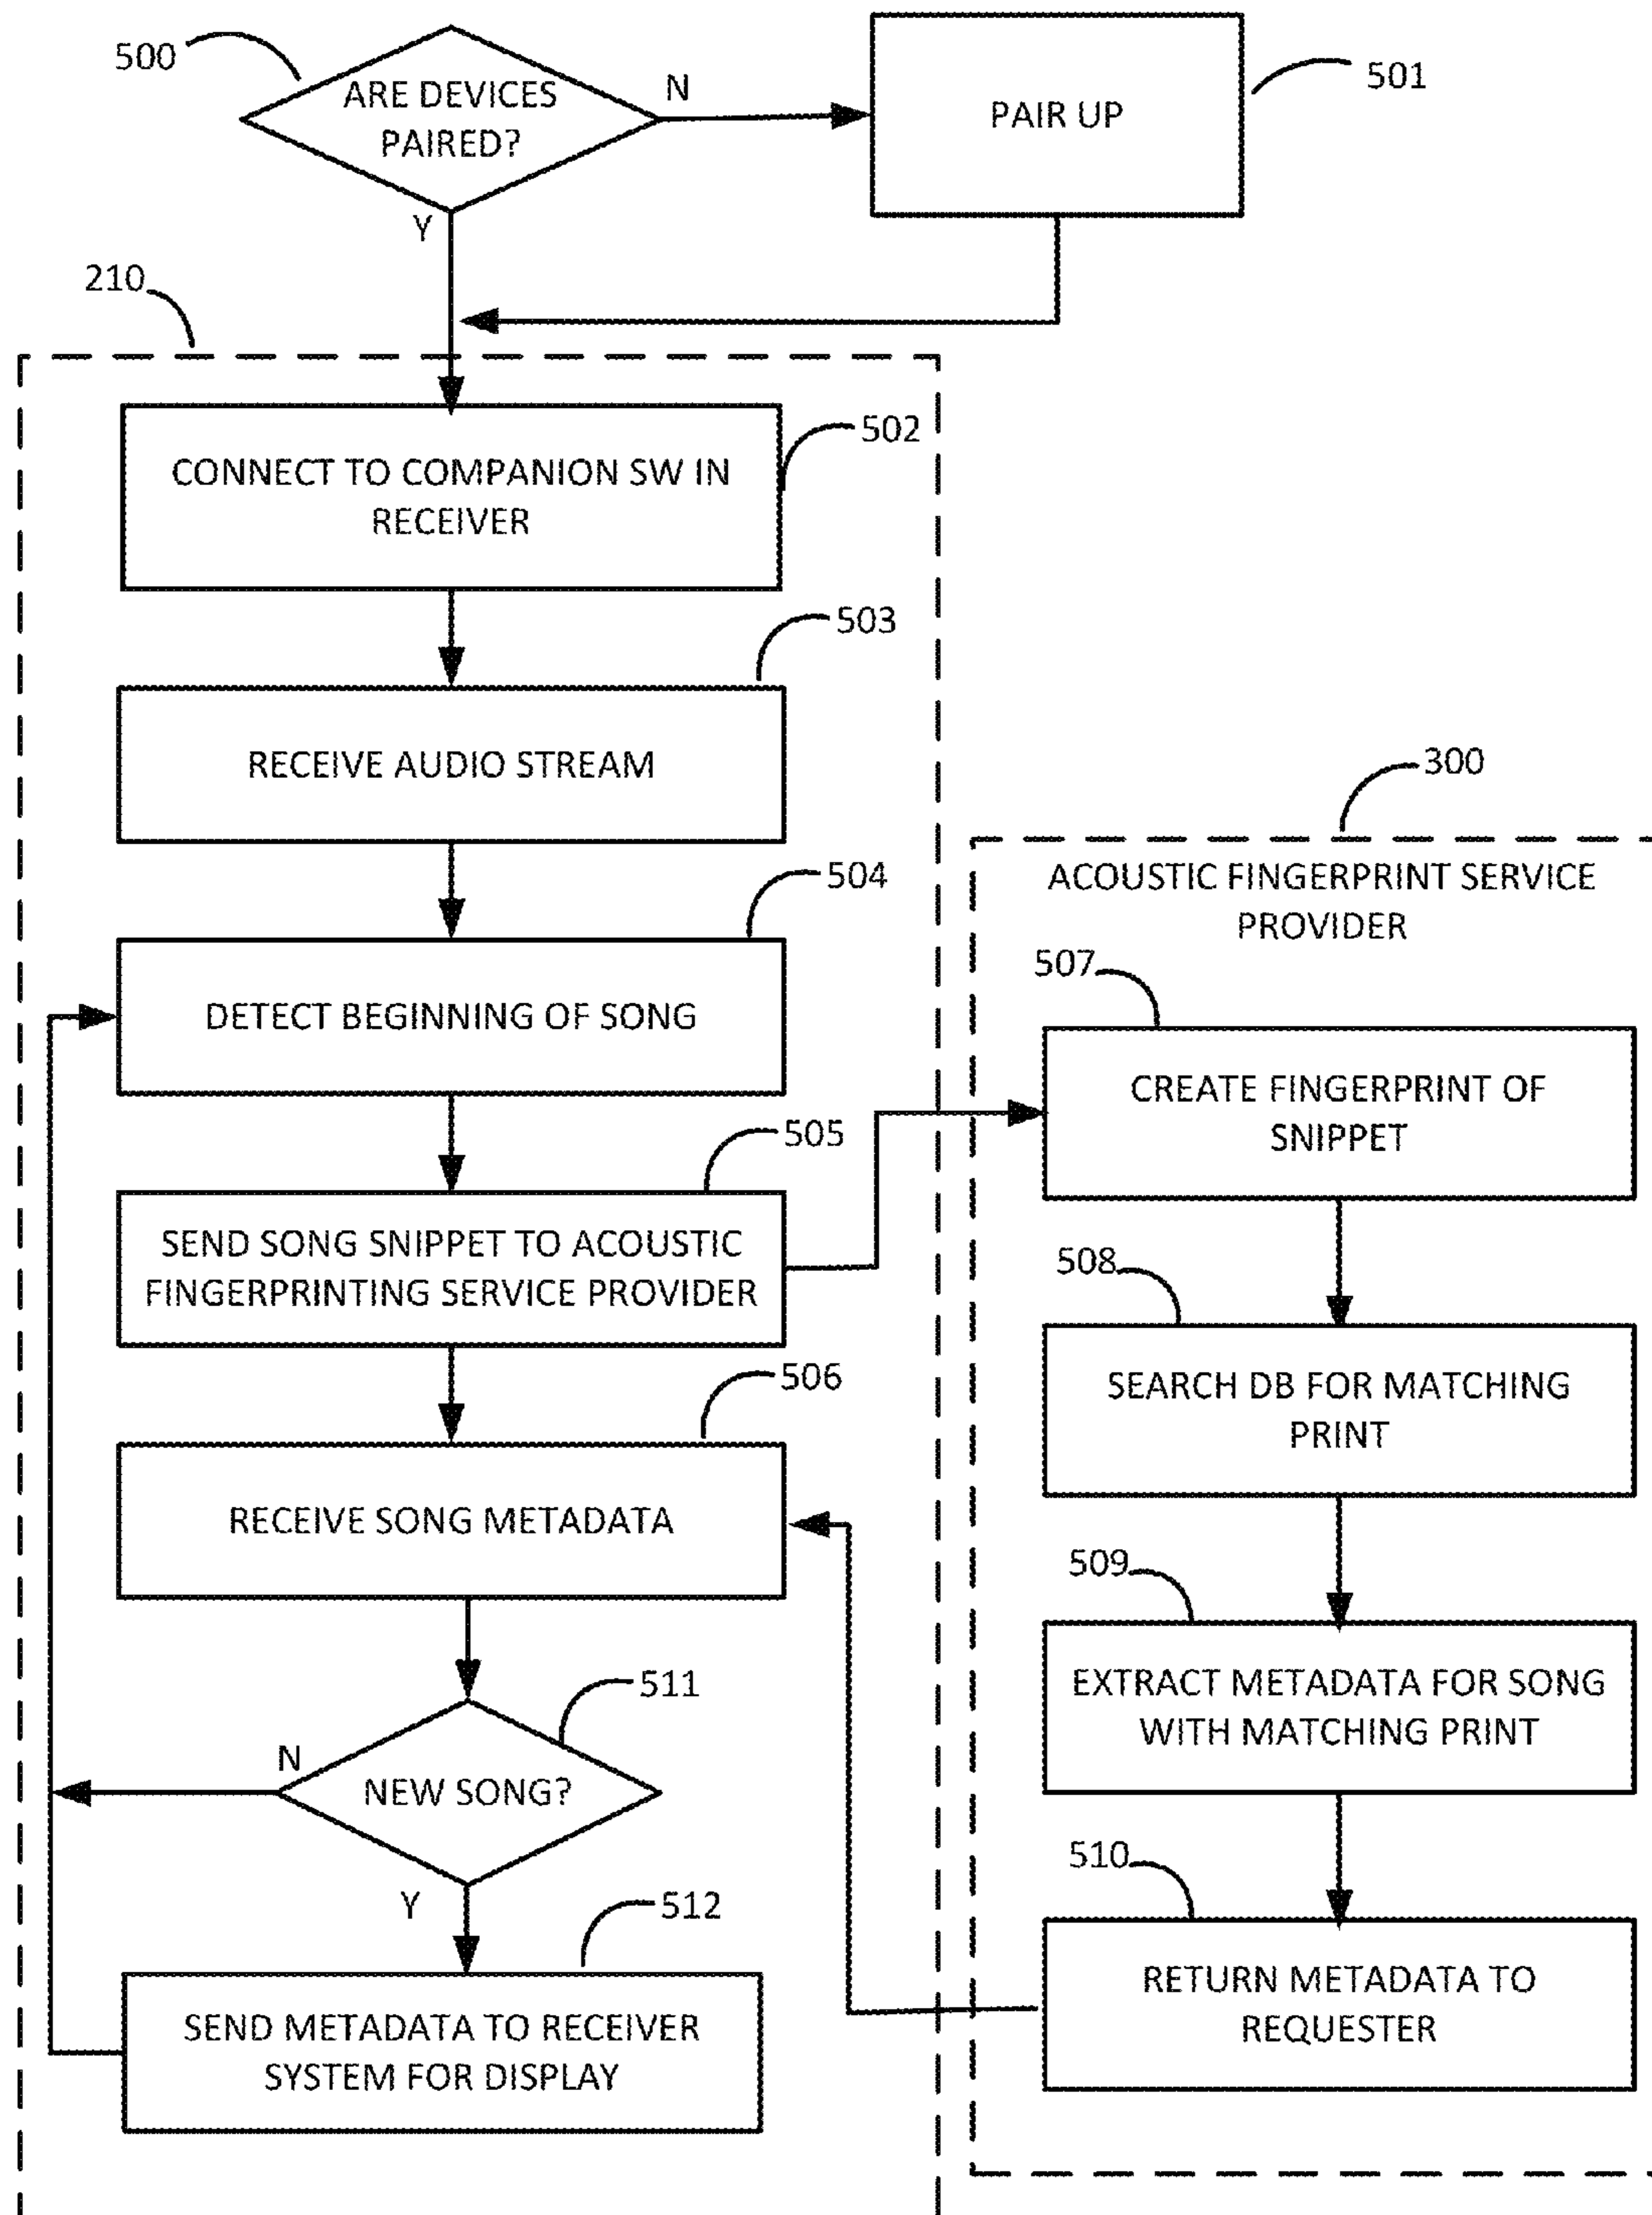 500
ARE DEVICES
PAIRED?
N
PAIR UP
501
Y
210
CONNECT TO COMPANION SW IN
RECEIVER
502
503
RECEIVE AUDIO STREAM
504
DETECT BEGINNING OF SONG
505
SEND SONG SNIPPET TO ACOUSTIC
FINGERPRINTING SERVICE PROVIDER
506
RECEIVE SONG METADATA
511
N
NEW SONG?
Y
512
SEND METADATA TO RECEIVER
SYSTEM FOR DISPLAY
300
ACOUSTIC FINGERPRINT SERVICE
PROVIDER
507
CREATE FINGERPRINT OF
SNIPPET
508
SEARCH DB FOR MATCHING
PRINT
509
EXTRACT METADATA FOR SONG
WITH MATCHING PRINT
510
RETURN METADATA TO
REQUESTER